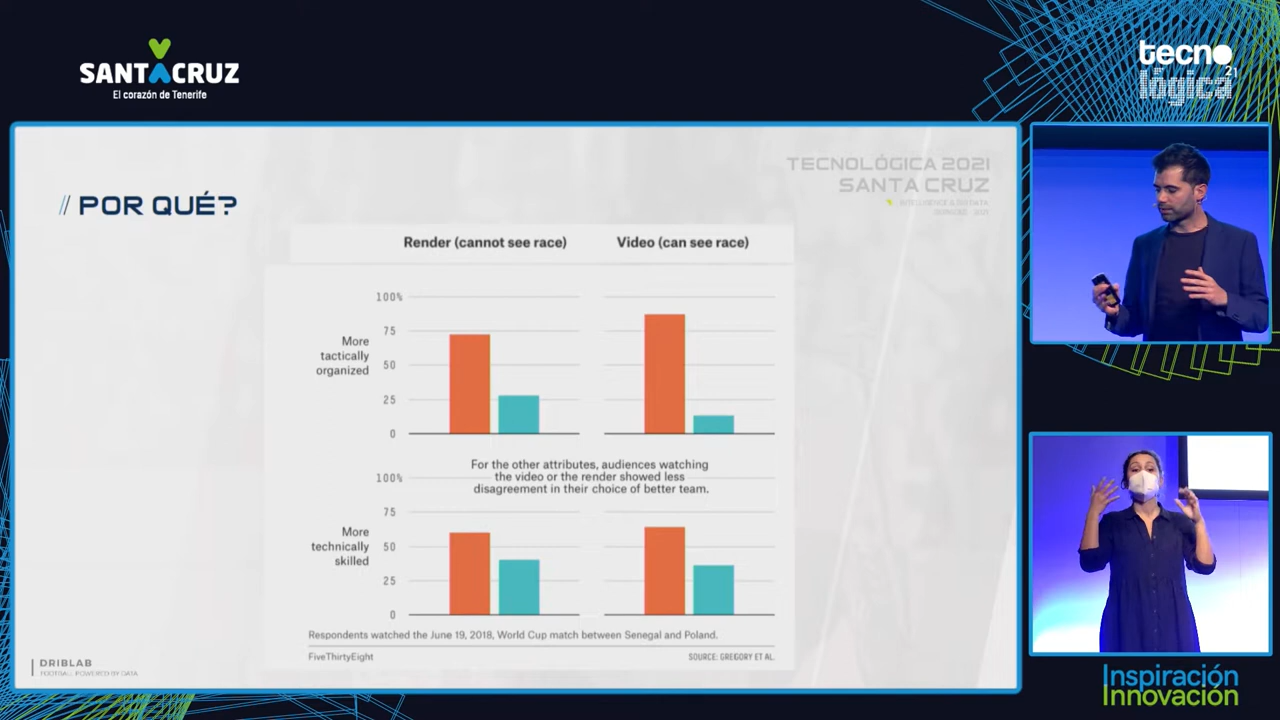 SANTACRUZ
El corazón de Tenerife
tecno
lógica 21
TECNOLÓGICA 2021
SANTA CRUZ
// POR QUÉ?
Render (cannot see race) Video (can see race)
100%
75
More
tactically
organized
50
25
0
For the other attributes, audiences watching
the video or the render showed less
disagreement in their choice of better team.
100%
75
More
technically
skilled
50
25
0
Respondents watched the June 19, 2018, World Cup match between Senegal and Poland.
FiveThirtyEight SOURCE: GREGORY ET AL.
DRIBLAB
FOOTBALL POWERED BY DATA
Inspiración
Innovación